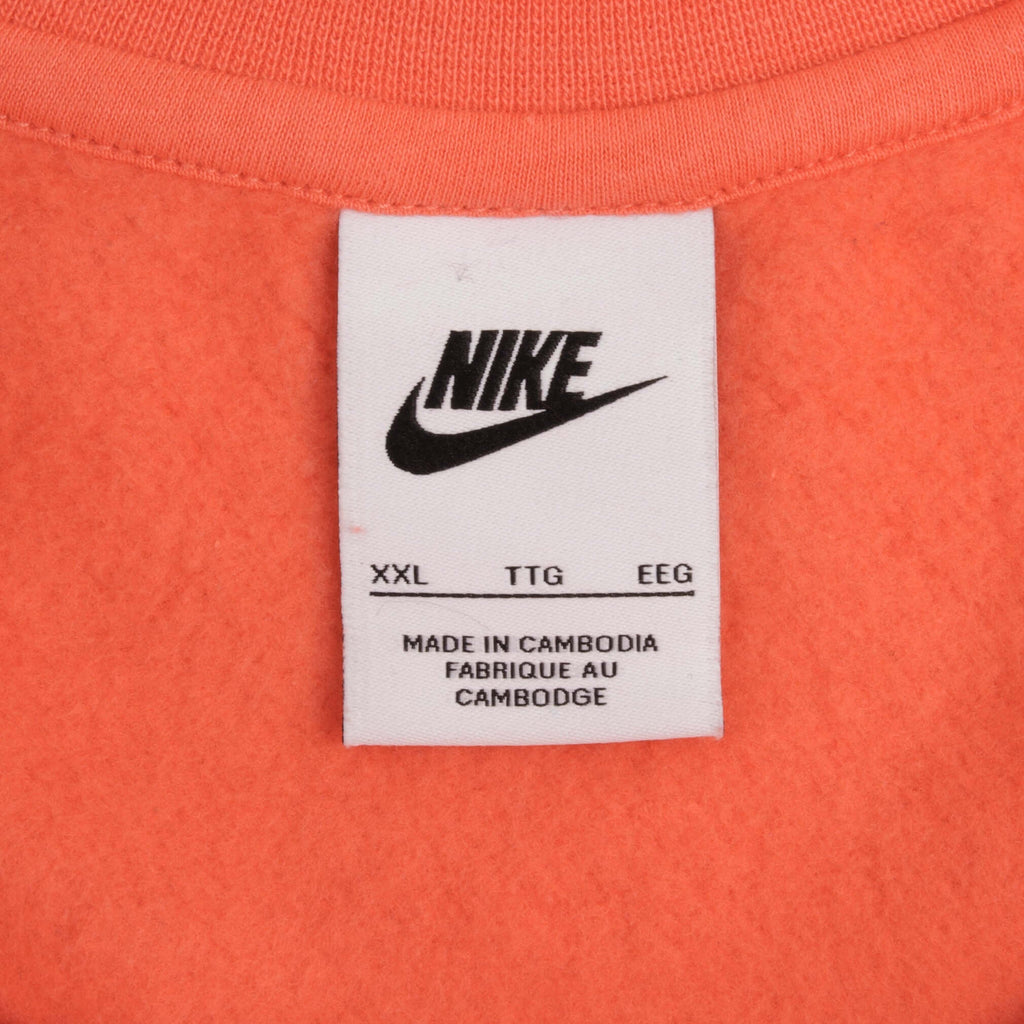 NIKE
XXL TTG EEG
MADE IN CAMBODIA
FABRIQUE AU
CAMBODGE